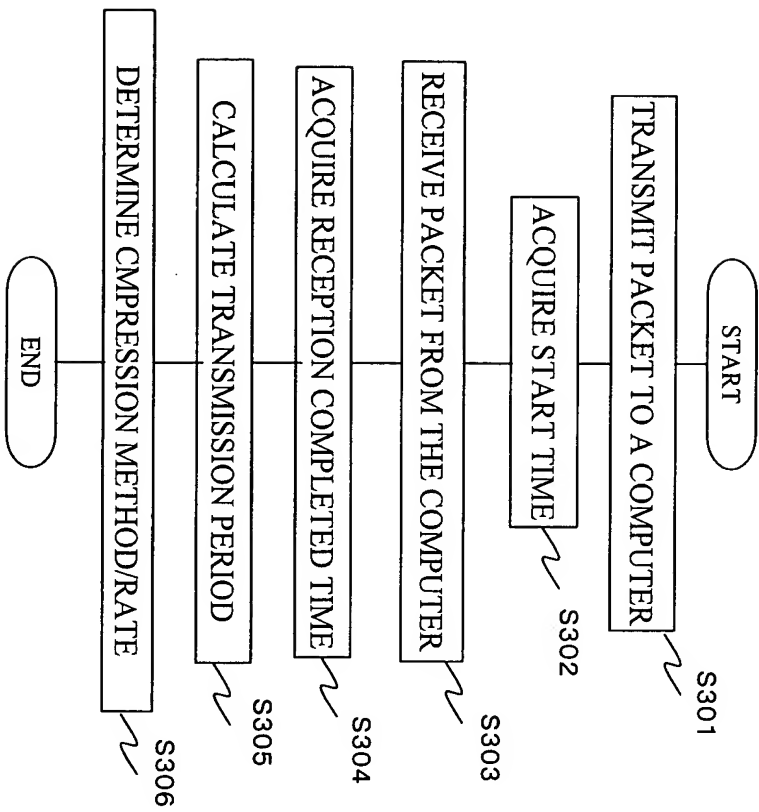 START
TRANSMIT PACKET TO A COMPUTER
S301
ACQUIRE START TIME
S302
RECEIVE PACKET FROM THE COMPUTER
S303
ACQUIRE RECEPTION COMPLETED TIME
S304
CALCULATE TRANSMISSION PERIOD
S305
DETERMINE CMPRESSION METHOD/RATE
S306
END